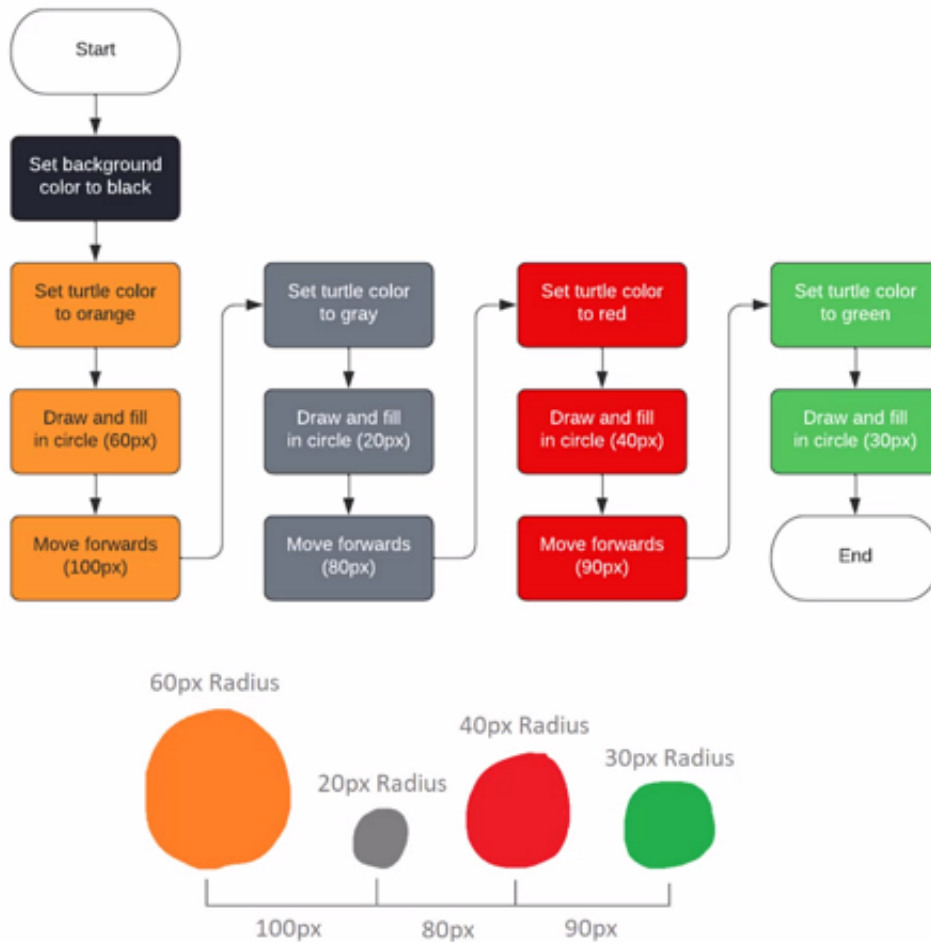 Start
Set background
color to black
Set turtle color
to orange
Draw and fill
in circle (60px)
Move forwards
(100px)
Set turtle color
to gray
Draw and fill
in circle (20px)
Move forwards
(80px)
Set turtle color
to red
Draw and fill
in circle (40px)
Move forwards
(90px)
Set turtle color
to green
Draw and fill
in circle (30px)
End
60px Radius
20px Radius
40px Radius
30px Radius
100px
80px
90px